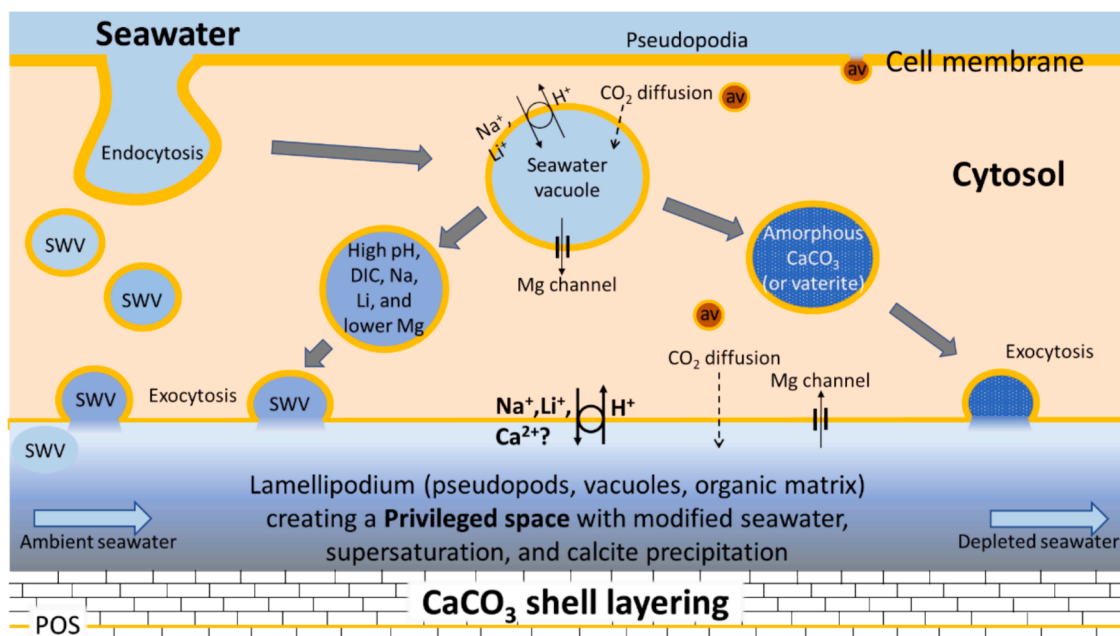 Seawater
Pseudopodia
av
Cell membrane
Endocytosis
Na⁺,
Li⁺
H⁺
CO₂ diffusion
av
Seawater
vacuole
Cytosol
SWV
SWV
High pH,
DIC, Na,
Li, and
lower Mg
Mg channel
Amorphous
CaCO₃
(or vaterite)
av
CO₂ diffusion
Mg channel
Exocytosis
SWV
Exocytosis
SWV
Na⁺,Li⁺,
Ca²⁺?
H⁺
SWV
Lamellipodium (pseudopods, vacuoles, organic matrix)
creating a Privileged space with modified seawater,
supersaturation, and calcite precipitation
Ambient seawater
Depleted seawater
CaCO₃ shell layering
POS